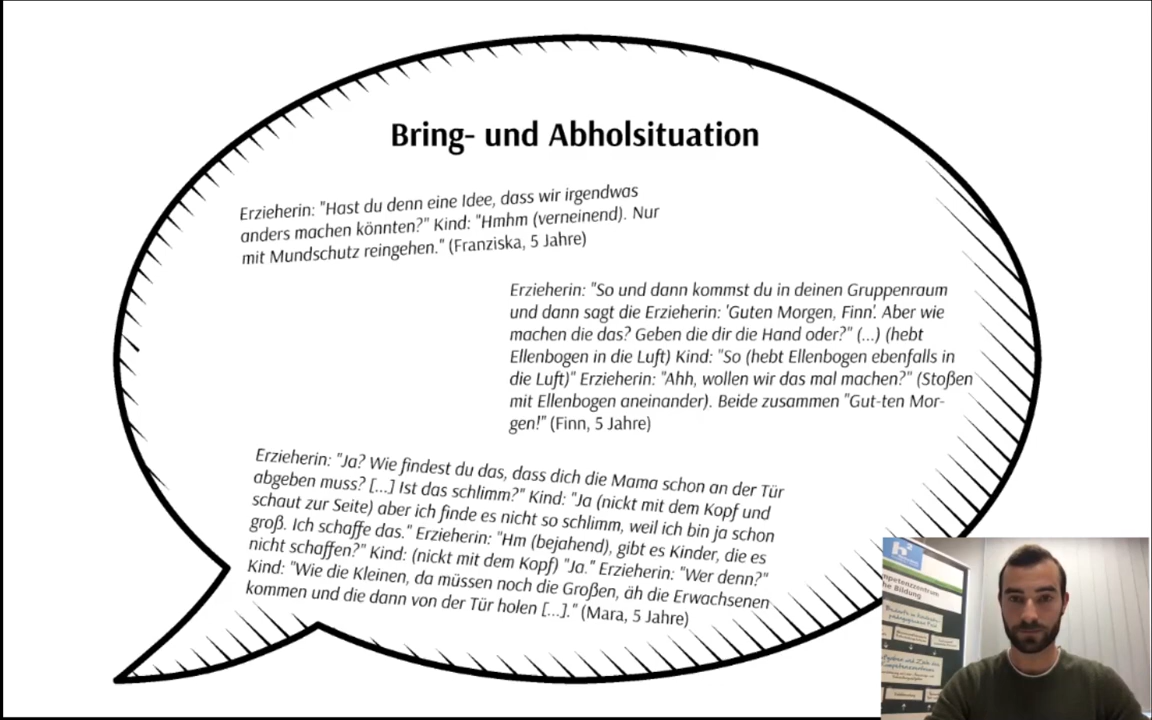 Bring- und Abholsituation
Erzieherin: "Hast du denn eine Idee, dass wir irgendwas
anders machen könnten?" Kind: "Hmhm (verneinend). Nur
mit Mundschutz reingehen." (Franziska, 5 Jahre)
Erzieherin: "So und dann kommst du in deinen Gruppenraum
und dann sagt die Erzieherin: 'Guten Morgen, Finn'. Aber wie
machen die das? Geben die dir die Hand oder?" (...) (hebt
Ellenbogen in die Luft) Kind: "So (hebt Ellenbogen ebenfalls in
die Luft)" Erzieherin: "Ahh, wollen wir das mal machen?" (Stoßen
mit Ellenbogen aneinander). Beide zusammen "Gut-ten Mor-
gen!" (Finn, 5 Jahre)
Erzieherin: "Ja? Wie findest du das, dass dich die Mama schon an der Tür
abgeben muss? [...] Ist das schlimm?" Kind: "Ja (nickt mit dem Kopf und
schaut zur Seite) aber ich finde es nicht so schlimm, weil ich bin ja schon
groß. Ich schaffe das." Erzieherin: "Hm (bejahend), gibt es Kinder, die es
nicht schaffen?" Kind: (nickt mit dem Kopf) "Ja." Erzieherin: "Wer denn?"
Kind: "Wie die Kleinen, da müssen noch die Großen, äh die Erwachsenen
kommen und die dann von der Tür holen [...]." (Mara, 5 Jahre)
h²
he Bildung